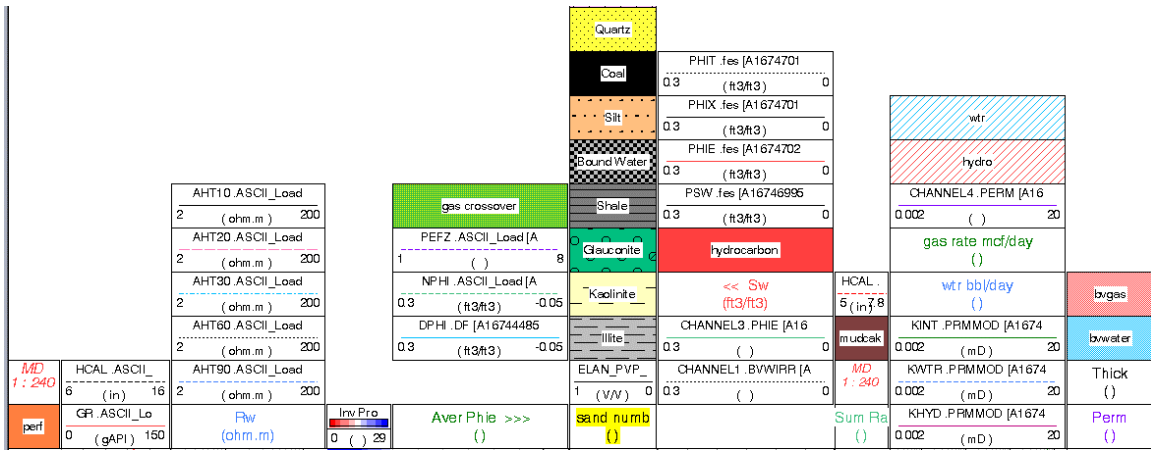 Quartz
Coal
PHIT .fes [A1674701
0.3 (ft3/ft3) 0
Silt
PHIX .fes [A1674701
0.3 (ft3/ft3) 0
wtr
Bound Water
PHIE .fes [A1674702
0.3 (ft3/ft3) 0
hydro
AHT10 .ASCII_Load
2 (ohm.m) 200
gas crossover
Shale
PSW .fes [A16746995
0.3 (ft3/ft3) 0
CHANNEL4 .PERM [A16
0.002 ( ) 20
AHT20 .ASCII_Load
2 (ohm.m) 200
PEFZ .ASCII_Load [A
1 ( ) 8
Glauconite
hydrocarbon
gas rate mcf/day
()
AHT30 .ASCII_Load
2 (ohm.m) 200
NPHI .ASCII_Load [A
0.3 (ft3/ft3) -0.05
Kaolinite
<< Sw
(ft3/ft3)
HCAL .
5 (in) 7.8
wtr bbl/day
()
bvgas
AHT60 .ASCII_Load
2 (ohm.m) 200
DPHI .DF [A16744485
0.3 (ft3/ft3) -0.05
Illite
CHANNEL3 .PHIE [A16
0.3 ( ) 0
mudcak
KINT .PRMMOD [A1674
0.002 (mD) 20
bvwater
MD
1 : 240
HCAL .ASCII_
6 (in) 16
AHT90 .ASCII_Load
2 (ohm.m) 200
ELAN_PVP_
1 (V/V) 0
CHANNEL1 .BVWIRR [A
0.3 ( ) 0
MD
1 : 240
KWTR .PRMMOD [A1674
0.002 (mD) 20
Thick
()
perf
GR .ASCII_Lo
0 (gAPI) 150
Rw
(ohm.m)
Inv Pro
0 ( ) 29
Aver Phie >>>
()
sand numb
()
Sum Ra
()
KHYD .PRMMOD [A1674
0.002 (mD) 20
Perm
()